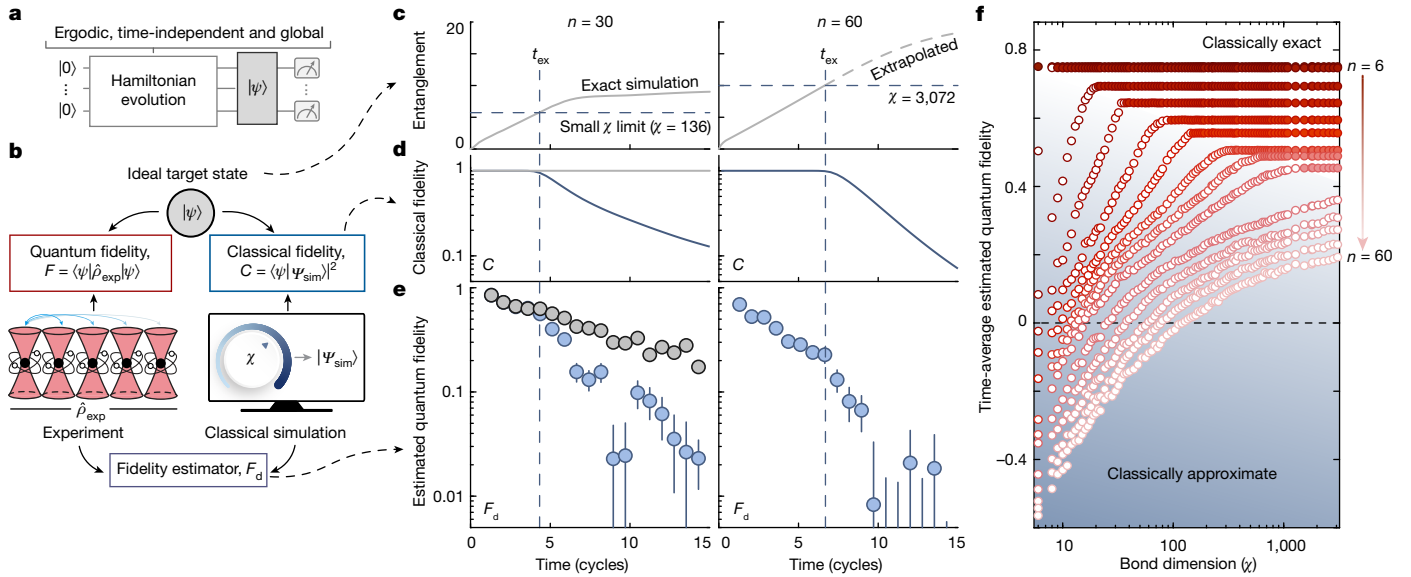 a
Ergodic, time-independent and global
|0⟩
⋮
|0⟩
Hamiltonian
evolution
|ψ⟩
⋮
b
Ideal target state
|ψ⟩
Quantum fidelity,
F = ⟨ψ|ρ̂exp|ψ⟩
Classical fidelity,
C = ⟨ψ|Ψsim⟩|²
χ
|Ψsim⟩
ρ̂exp
Experiment
Classical simulation
Fidelity estimator, Fd
c
n = 30
n = 60
Entanglement
20
10
0
tex
Exact simulation
Small χ limit (χ = 136)
tex
Extrapolated
χ = 3,072
d
Classical fidelity
1
0.1
C
C
e
Estimated quantum fidelity
1
0.1
0.01
Fd
Fd
0 5 10 15
0 5 10 15
Time (cycles)
Time (cycles)
f
Time-average estimated quantum fidelity
0.8
0.4
0
−0.4
Classically exact
n = 6
n = 60
Classically approximate
10 100 1,000
Bond dimension (χ)